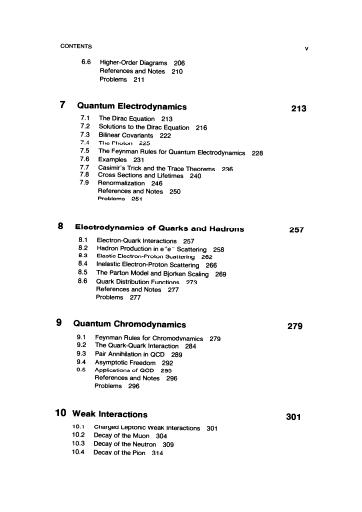 CONTENTS v
6.6 Higher-Order Diagrams 206
References and Notes 210
Problems 211
7 Quantum Electrodynamics 213
7.1 The Dirac Equation 213
7.2 Solutions to the Dirac Equation 216
7.3 Bilinear Covariants 222
7.4 The Photon 225
7.5 The Feynman Rules for Quantum Electrodynamics 228
7.6 Examples 231
7.7 Casimir's Trick and the Trace Theorems 236
7.8 Cross Sections and Lifetimes 240
7.9 Renormalization 246
References and Notes 250
Problems 251
8 Electrodynamics of Quarks and Hadrons 257
8.1 Electron-Quark Interactions 257
8.2 Hadron Production in e⁺e⁻ Scattering 258
8.3 Elastic Electron-Proton Scattering 262
8.4 Inelastic Electron-Proton Scattering 266
8.5 The Parton Model and Bjorken Scaling 269
8.6 Quark Distribution Functions 273
References and Notes 277
Problems 277
9 Quantum Chromodynamics 279
9.1 Feynman Rules for Chromodynamics 279
9.2 The Quark-Quark Interaction 284
9.3 Pair Annihilation in QCD 289
9.4 Asymptotic Freedom 292
9.5 Applications of QCD 295
References and Notes 296
Problems 296
10 Weak Interactions 301
10.1 Charged Leptonic Weak Interactions 301
10.2 Decay of the Muon 304
10.3 Decay of the Neutron 309
10.4 Decay of the Pion 314